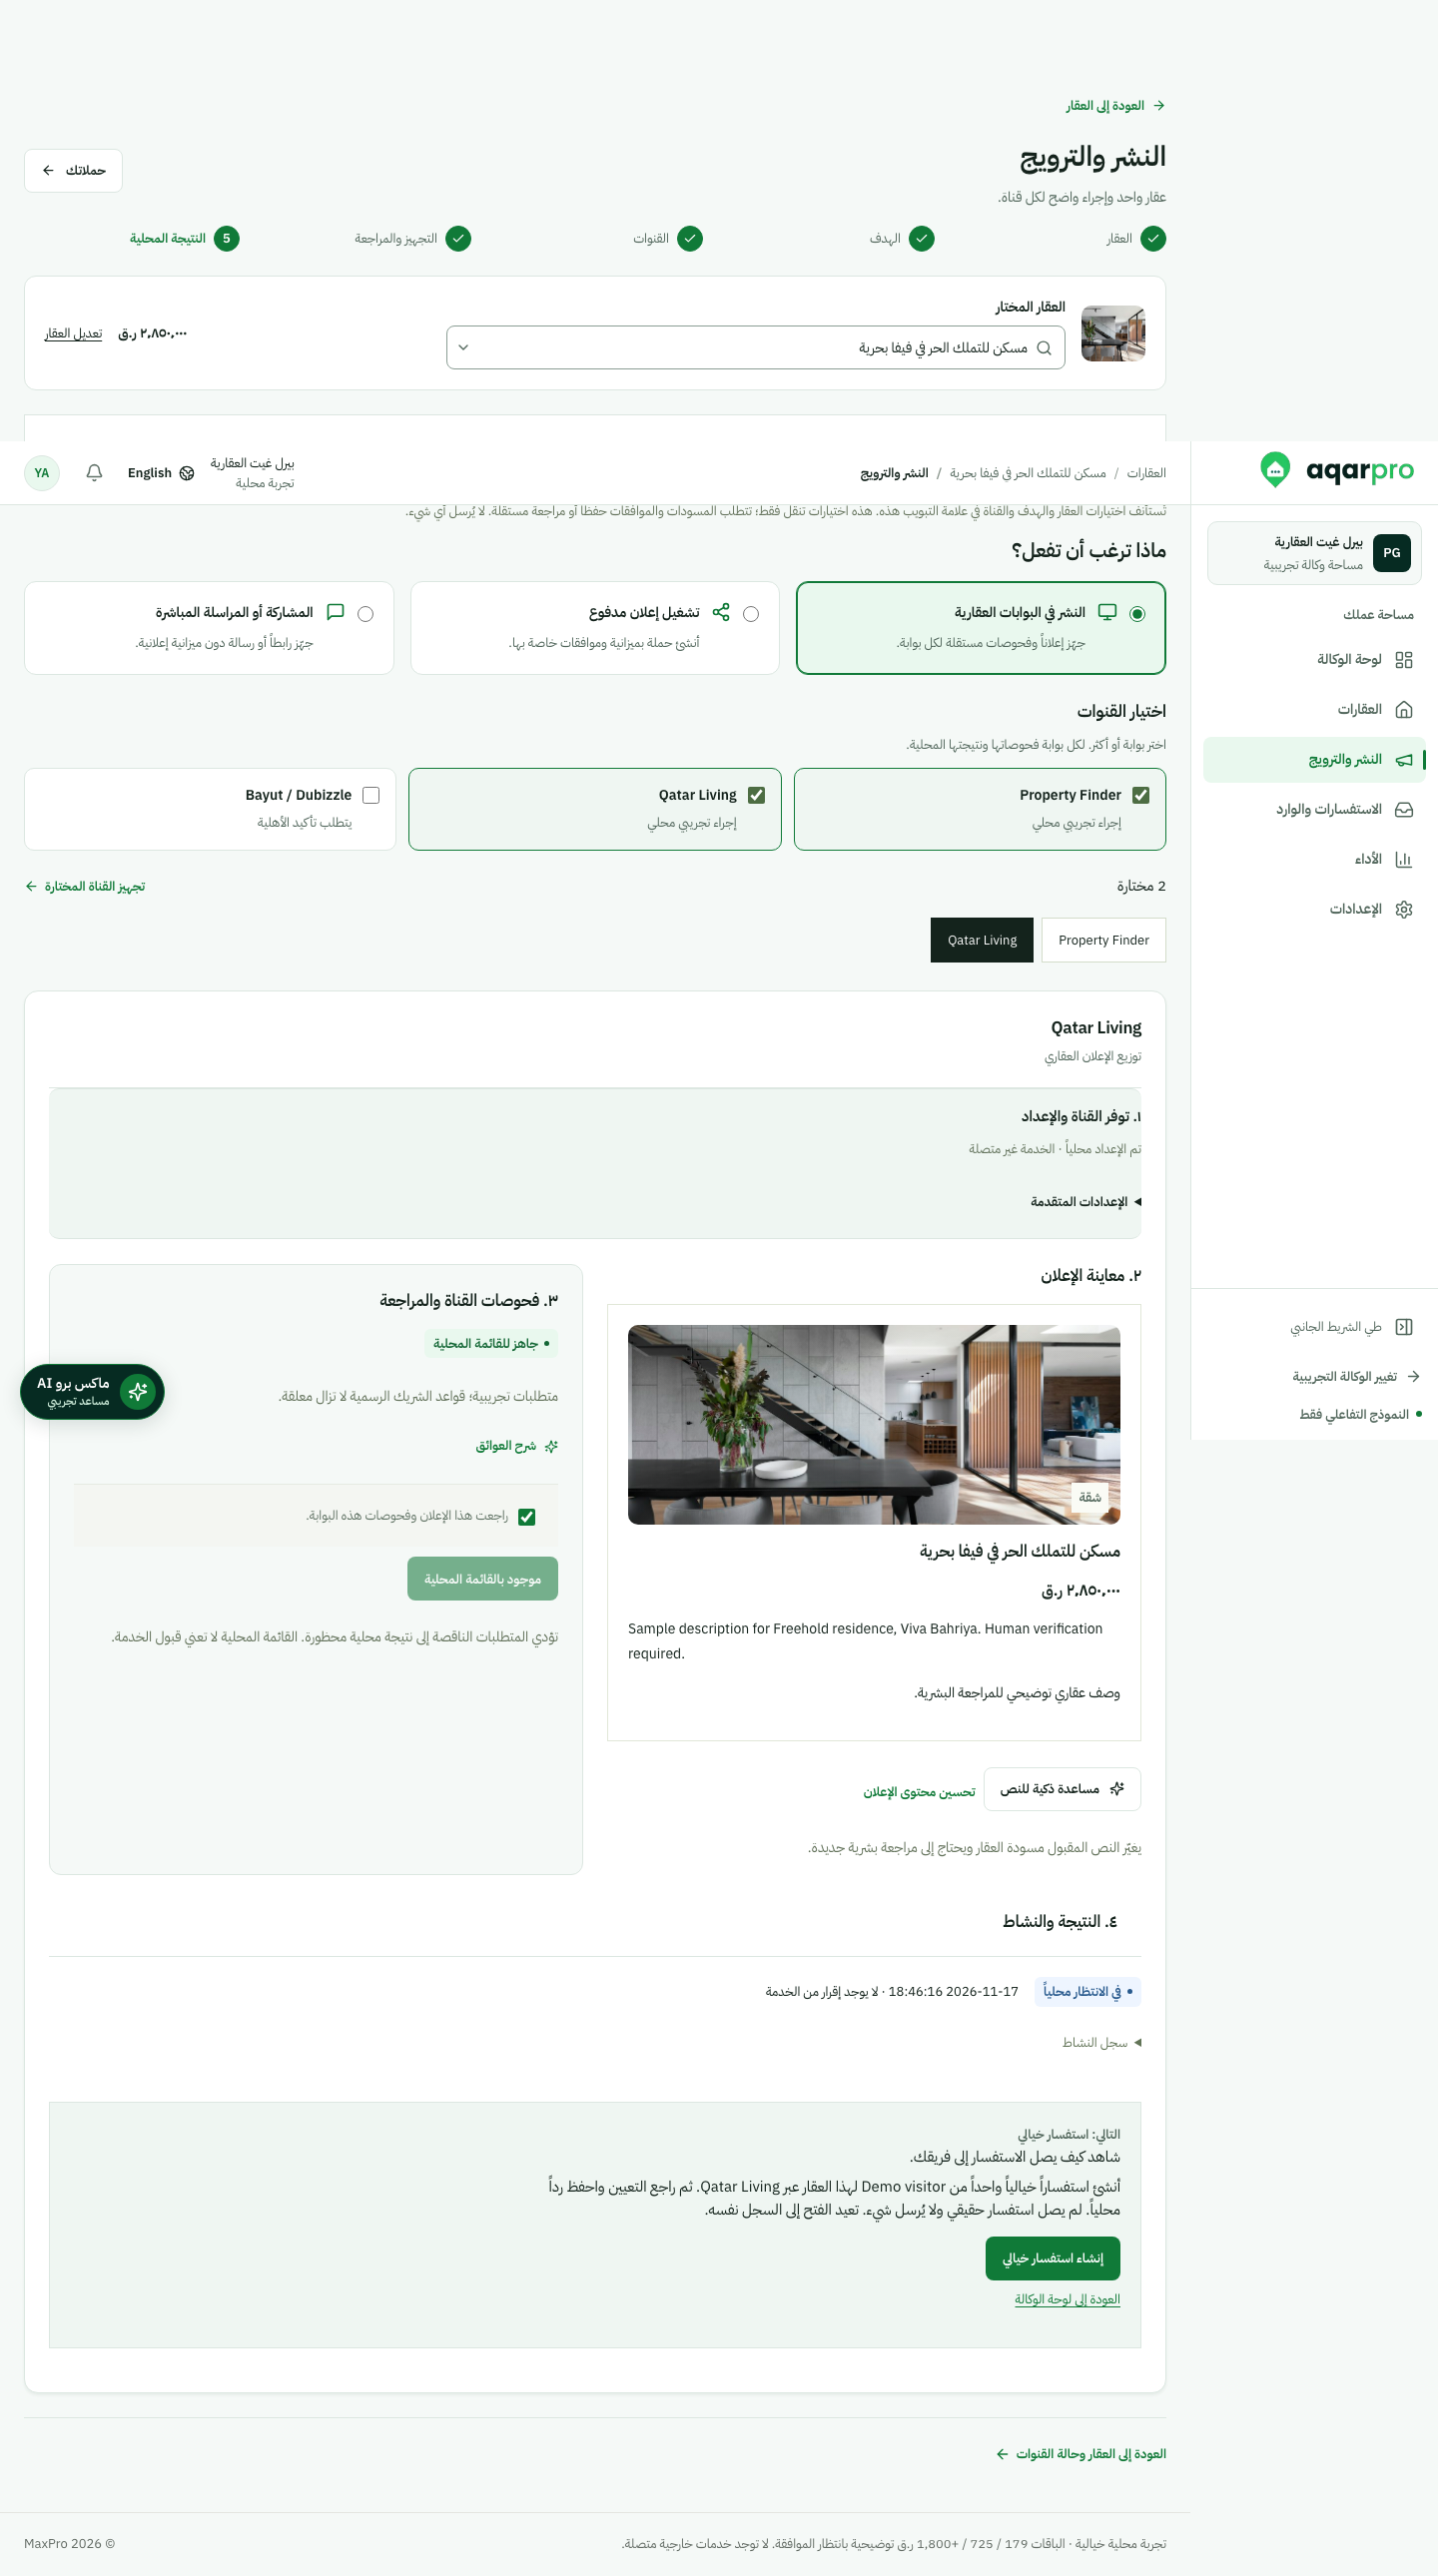 العودة إلى العقار
النشر والترويج
عقار واحد وإجراء واضح لكل قناة.
حملاتك
العقار
الهدف
القنوات
التجهيز والمراجعة
5 النتيجة المحلية
العقار المختار
مسكن للتملك الحر في فيفا بحرية
٢,٨٥٠,٠٠٠ ر.ق
تعديل العقار
aqarpro
العقارات / مسكن للتملك الحر في فيفا بحرية / النشر والترويج
بيرل غيت العقارية
تجربة محلية
English
YA
تُستأنف اختيارات العقار والهدف والقناة في علامة التبويب هذه. هذه اختيارات تنقل فقط؛ تتطلب المسودات والموافقات حفظًا أو مراجعة مستقلة. لا يُرسل أي شيء.
PG
بيرل غيت العقارية
مساحة وكالة تجريبية
مساحة عملك
لوحة الوكالة
العقارات
النشر والترويج
الاستفسارات والوارد
الأداء
الإعدادات
طي الشريط الجانبي
تغيير الوكالة التجريبية
النموذج التفاعلي فقط
ماذا ترغب أن تفعل؟
النشر في البوابات العقارية
جهّز إعلاناً وفحوصات مستقلة لكل بوابة.
تشغيل إعلان مدفوع
أنشئ حملة بميزانية وموافقات خاصة بها.
المشاركة أو المراسلة المباشرة
جهّز رابطاً أو رسالة دون ميزانية إعلانية.
اختيار القنوات
اختر بوابة أو أكثر. لكل بوابة فحوصاتها ونتيجتها المحلية.
Property Finder
إجراء تجريبي محلي
Qatar Living
إجراء تجريبي محلي
Bayut / Dubizzle
يتطلب تأكيد الأهلية
2 مختارة
تجهيز القناة المختارة
Property Finder
Qatar Living
Qatar Living
توزيع الإعلان العقاري
١. توفر القناة والإعداد
تم الإعداد محلياً · الخدمة غير متصلة
الإعدادات المتقدمة
٢. معاينة الإعلان
شقة
مسكن للتملك الحر في فيفا بحرية
٢,٨٥٠,٠٠٠ ر.ق
Sample description for Freehold residence, Viva Bahriya. Human verification
required.
وصف عقاري توضيحي للمراجعة البشرية.
مساعدة ذكية للنص
تحسين محتوى الإعلان
يغيّر النص المقبول مسودة العقار ويحتاج إلى مراجعة بشرية جديدة.
٣. فحوصات القناة والمراجعة
جاهز للقائمة المحلية
متطلبات تجريبية؛ قواعد الشريك الرسمية لا تزال معلقة.
شرح العوائق
راجعت هذا الإعلان وفحوصات هذه البوابة.
موجود بالقائمة المحلية
تؤدي المتطلبات الناقصة إلى نتيجة محلية محظورة. القائمة المحلية لا تعني قبول الخدمة.
ماكس برو AI
مساعد تجريبي
٤. النتيجة والنشاط
في الانتظار محلياً
2026-11-17 18:46:16 · لا يوجد إقرار من الخدمة
سجل النشاط
التالي: استفسار خيالي
شاهد كيف يصل الاستفسار إلى فريقك.
أنشئ استفساراً خيالياً واحداً من Demo visitor لهذا العقار عبر Qatar Living. ثم راجع التعيين واحفظ رداً
محلياً. لم يصل استفسار حقيقي ولا يُرسل شيء. تعيد الفتح إلى السجل نفسه.
إنشاء استفسار خيالي
العودة إلى لوحة الوكالة
العودة إلى العقار وحالة القنوات
تجربة محلية خيالية · الباقات 179 / 725 / +1,800 ر.ق توضيحية بانتظار الموافقة. لا توجد خدمات خارجية متصلة.
© 2026 MaxPro